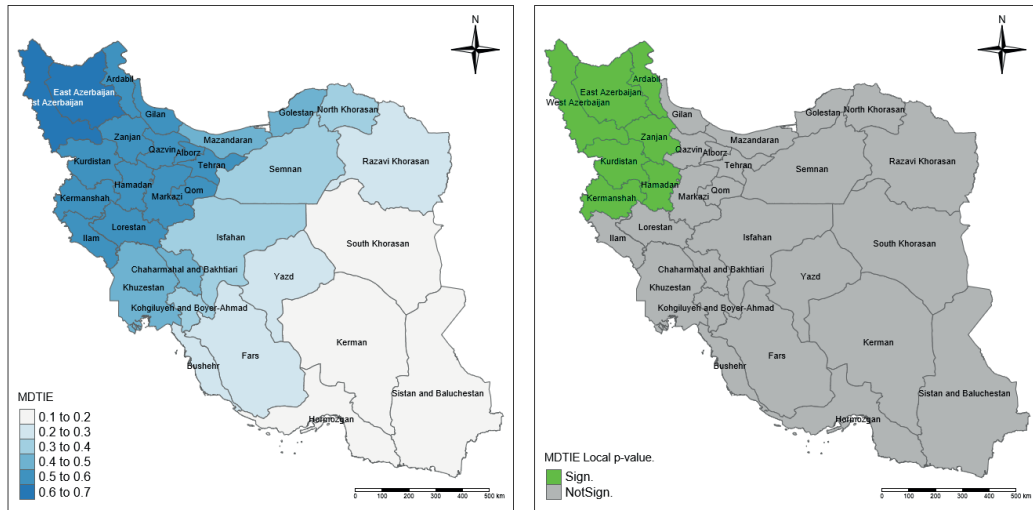 N
Ardabil
East Azerbaijan
st Azerbaijan
Gilan
Golestan
North Khorasan
Zanjan
Mazandaran
Qazvin
Alborz
Razavi Khorasan
Kurdistan
Tehran
Semnan
Hamadan
Qom
Kermanshah
Markazi
Lorestan
Ilam
Isfahan
South Khorasan
Chaharmahal and Bakhtiari
Yazd
Khuzestan
Kohgiluyeh and Boyer-Ahmad
Kerman
Fars
Bushehr
Sistan and Baluchestan
Hormozgan
MDTIE
0.1 to 0.2
0.2 to 0.3
0.3 to 0.4
0.4 to 0.5
0.5 to 0.6
0.6 to 0.7
0 100 200 300 400 500 km
N
Ardabil
East Azerbaijan
West Azerbaijan
Gilan
Golestan
North Khorasan
Zanjan
Mazandaran
Qazvin
Alborz
Razavi Khorasan
Kurdistan
Tehran
Semnan
Hamadan
Qom
Kermanshah
Markazi
Lorestan
Ilam
Isfahan
South Khorasan
Chaharmahal and Bakhtiari
Yazd
Khuzestan
Kohgiluyeh and Boyer-Ahmad
Kerman
Fars
Bushehr
Sistan and Baluchestan
Hormozgan
MDTIE Local p-value.
Sign.
NotSign.
0 100 200 300 400 500 km